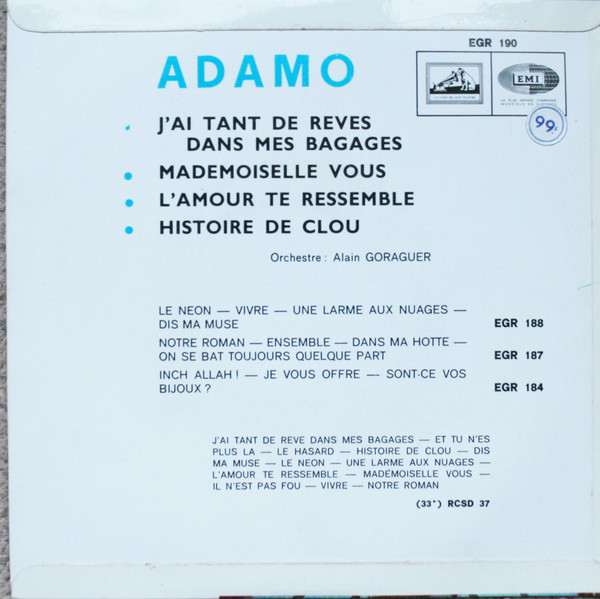 EGR 190
ADAMO
EMI
99
J'AI TANT DE REVES
DANS MES BAGAGES
MADEMOISELLE VOUS
L'AMOUR TE RESSEMBLE
HISTOIRE DE CLOU
Orchestre: Alain GORAGUER
LE NEON — VIVRE — UNE LARME AUX NUAGES —
DIS MA MUSE EGR 188
NOTRE ROMAN — ENSEMBLE — DANS MA HOTTE —
ON SE BAT TOUJOURS QUELQUE PART EGR 187
INCH ALLAH! — JE VOUS OFFRE — SONT-CE VOS
BIJOUX? EGR 184
J'AI TANT DE REVE DANS MES BAGAGES — ET TU N'ES
PLUS LA — LE HASARD — HISTOIRE DE CLOU — DIS
MA MUSE — LE NEON — UNE LARME AUX NUAGES —
L'AMOUR TE RESSEMBLE — MADEMOISELLE VOUS —
IL N'EST PAS FOU — VIVRE — NOTRE ROMAN
(33°) RCSD 37